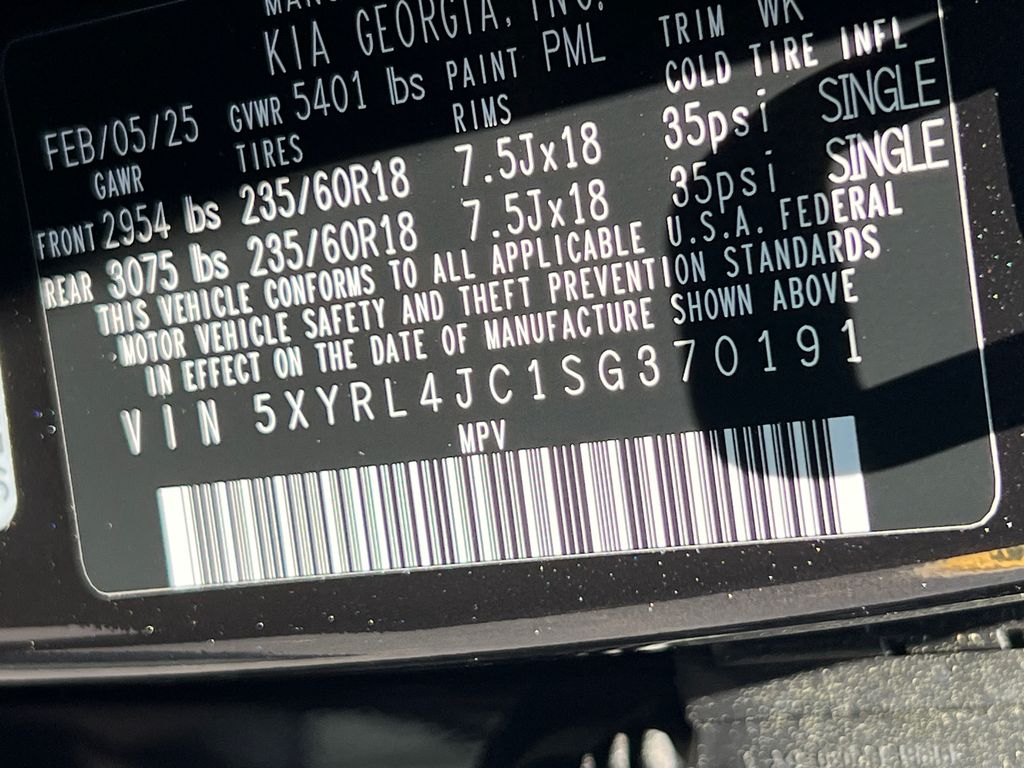 KIA GEORGIA, INC.
FEB/05/25 GVWR 5401 lbs PAINT PML TRIM WK
GAWR TIRES RIMS COLD TIRE INFL
FRONT 2954 lbs 235/60R18 7.5Jx18 35psi SINGLE
REAR 3075 lbs 235/60R18 7.5Jx18 35psi SINGLE
THIS VEHICLE CONFORMS TO ALL APPLICABLE U.S.A. FEDERAL
MOTOR VEHICLE SAFETY AND THEFT PREVENTION STANDARDS
IN EFFECT ON THE DATE OF MANUFACTURE SHOWN ABOVE
VIN 5XYRL4JC1SG370191
MPV